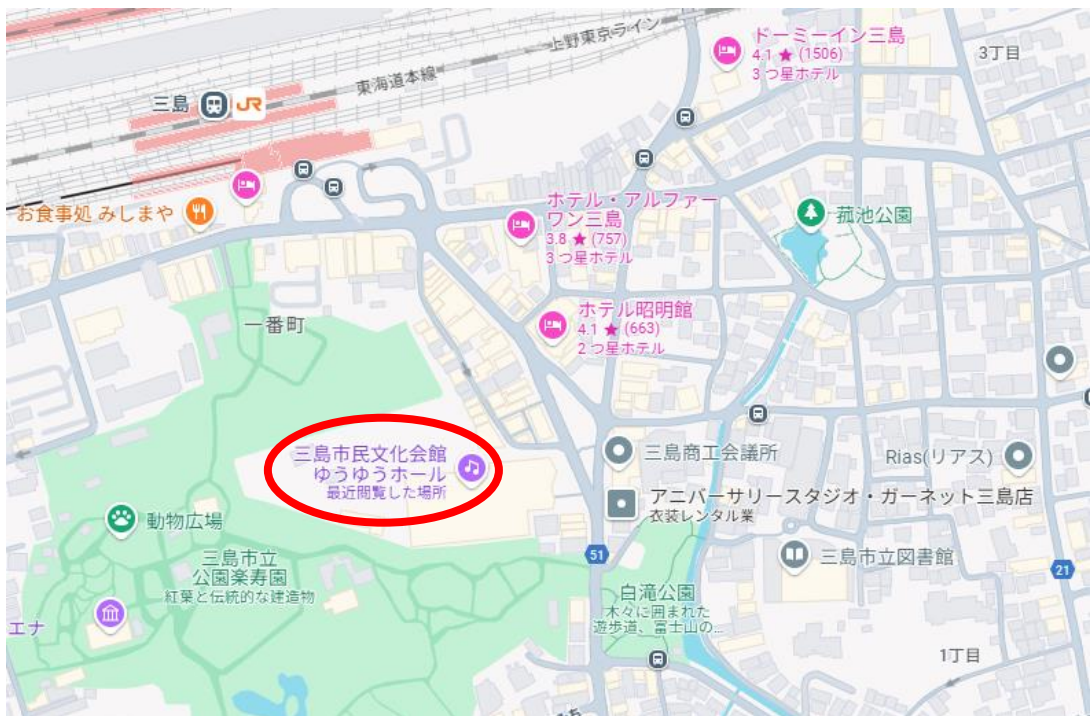 上野東京ライン
ドーミーイン三島
4.1 ★ (1506)
3 つ星ホテル
3丁目
東海道本線
三島
JR
お食事処 みしまや
ホテル・アルファー
ワン三島
3.8 ★ (757)
3 つ星ホテル
菰池公園
一番町
ホテル昭明館
4.1 ★ (663)
2 つ星ホテル
三島市民文化会館
ゆうゆうホール
最近閲覧した場所
三島商工会議所
Rias(リアス)
アニバーサリースタジオ・ガーネット三島店
衣装レンタル業
動物広場
51
三島市立図書館
21
三島市立
公園楽寿園
紅葉と伝統的な建造物
白滝公園
木々に囲まれた
遊歩道、富士山の...
エナ
1丁目